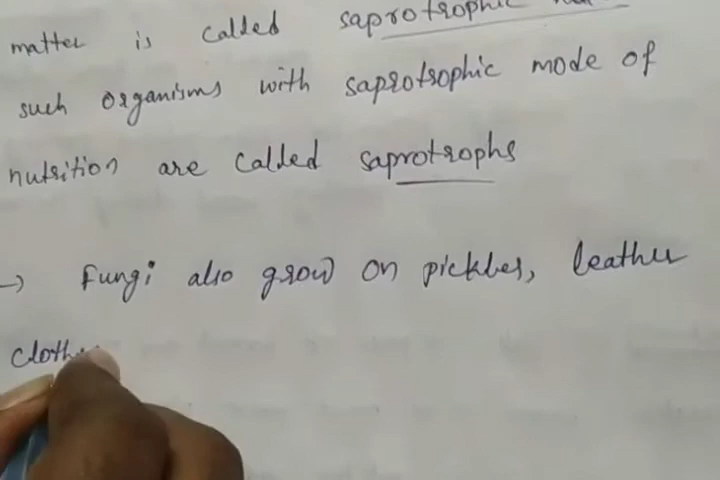 matter is called saprotrophic
such organisms with saprotrophic mode of
nutrition are called saprotrophs
→ Fungi also grow on pickles, leather